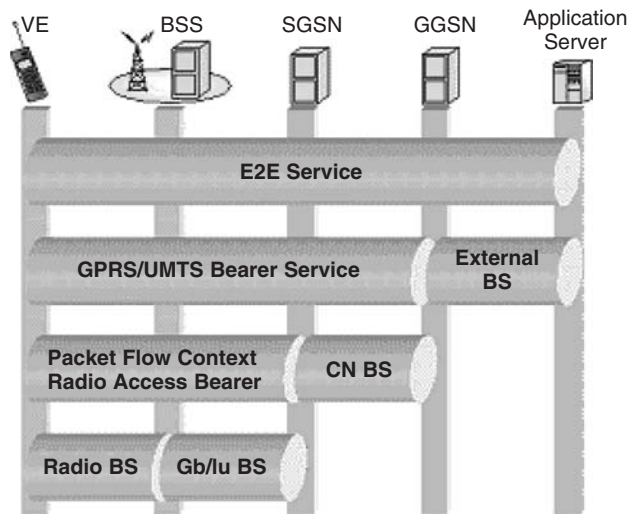 VE BSS SGSN GGSN Application
Server
E2E Service
GPRS/UMTS Bearer Service External
BS
Packet Flow Context
Radio Access Bearer CN BS
Radio BS Gb/Iu BS